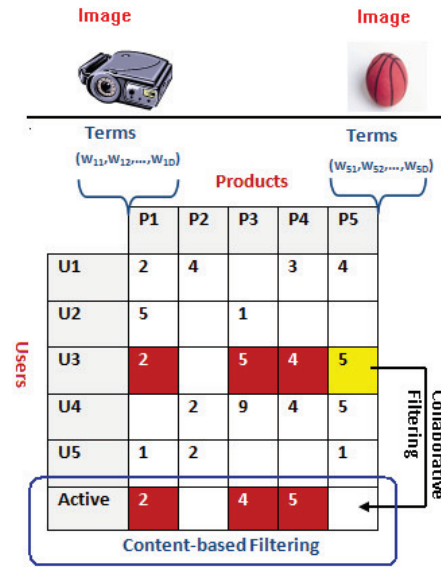 Image Image
Terms Terms
(w11,w12,...,w1D) (w51,w52,...,w5D)
Products
P1 P2 P3 P4 P5
U1 2 4 3 4
U2 5 1
U3 2 5 4 5
U4 2 9 4 5
U5 1 2 1
Active 2 4 5
Users
Collaborative
Filtering
Content-based Filtering